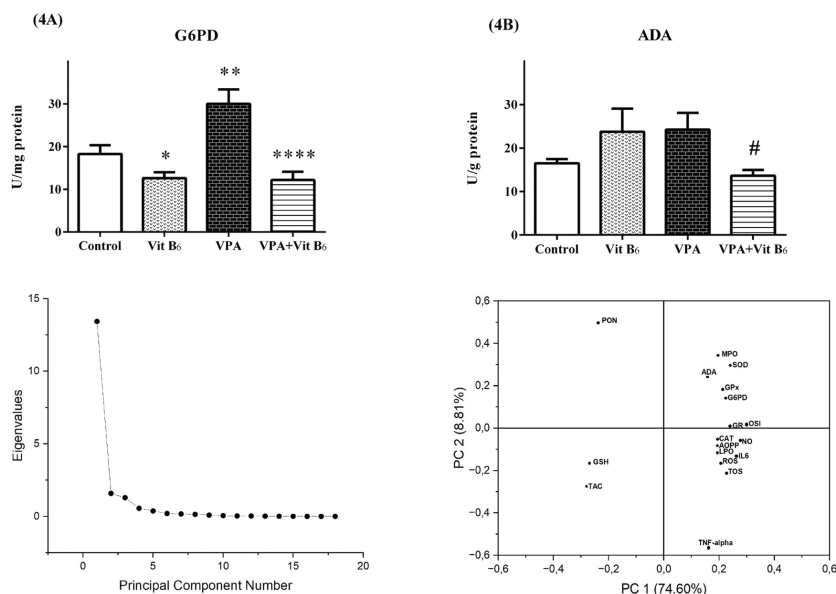 (4A)
G6PD
U/mg protein
30
20
10
0
*
**
****
Control
Vit B6
VPA
VPA+Vit B6
(4B)
ADA
U/g protein
30
20
10
0
#
Control
Vit B6
VPA
VPA+Vit B6
Eigenvalues
15
10
5
0
0
5
10
15
20
Principal Component Number
PC 2 (8.81%)
0,6
0,4
0,2
0,0
−0,2
−0,4
−0,6
PON
MPO
SOD
ADA
GPx
G6PD
GR
OSI
CAT
NO
AOPP
LPO
IL6
ROS
TOS
GSH
TAC
TNF-alpha
−0,6
−0,4
−0,2
0,0
0,2
0,4
0,6
PC 1 (74.60%)